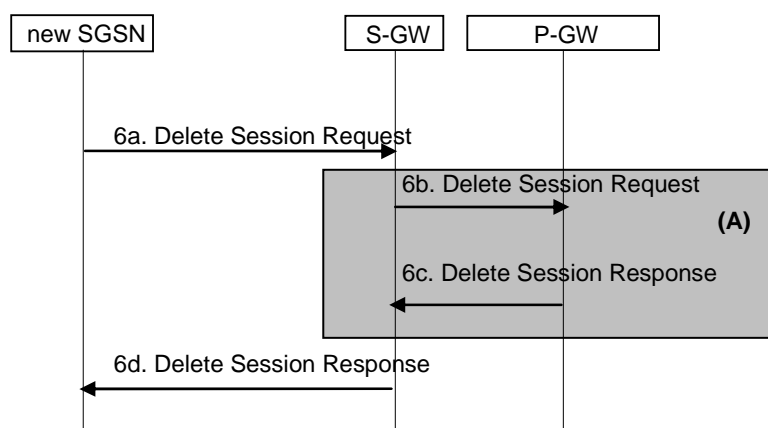 new SGSN
S-GW
P-GW
6a. Delete Session Request
6b. Delete Session Request
(A)
6c. Delete Session Response
6d. Delete Session Response